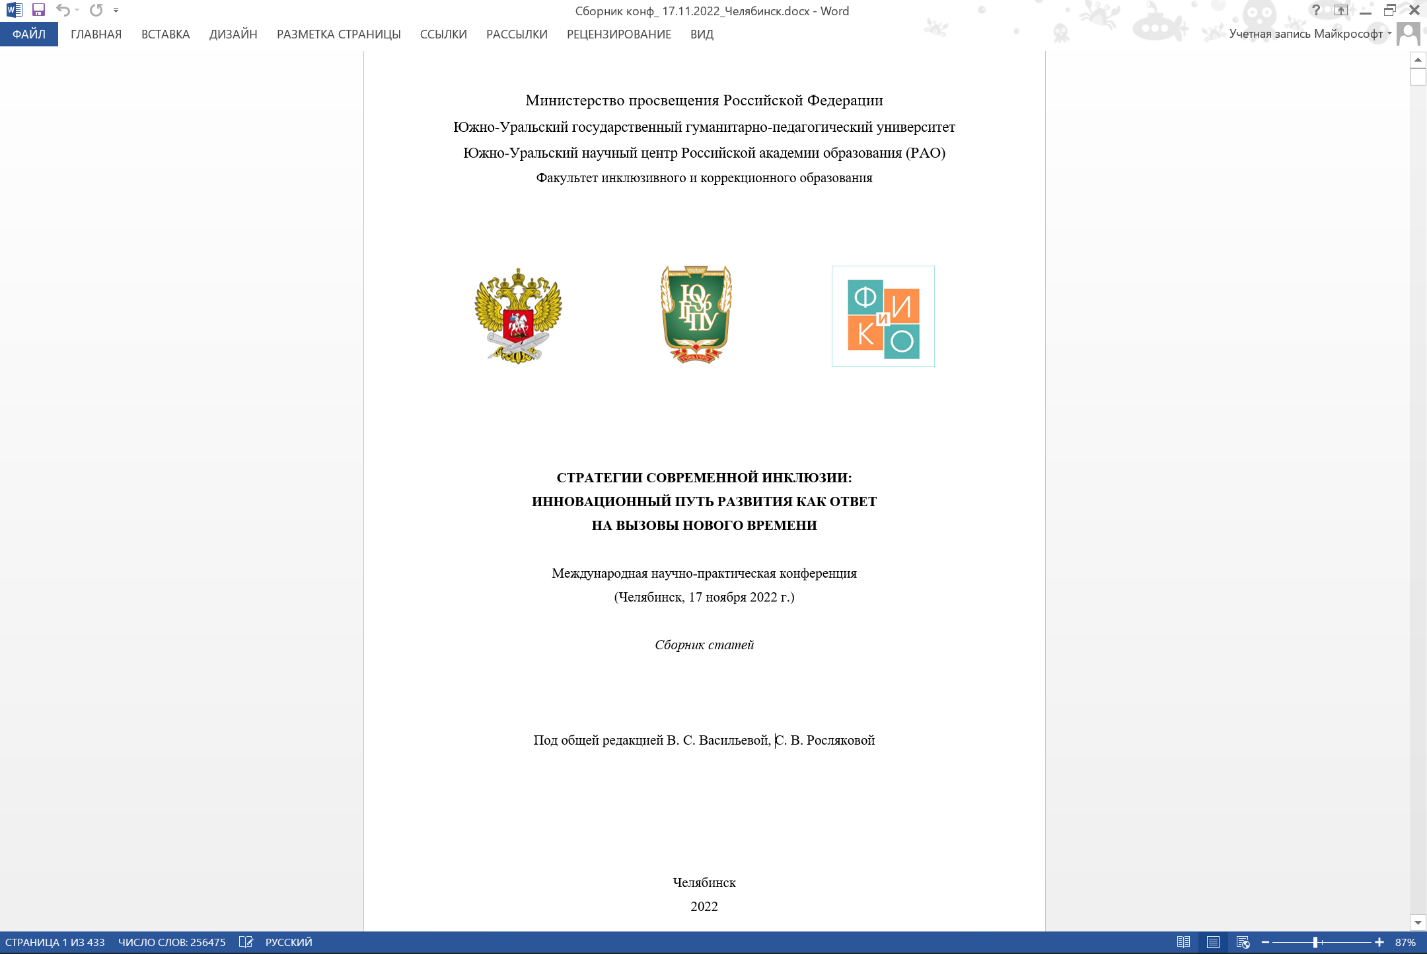 Сборник конф_ 17.11.2022_Челябинск.docx - Word
ФАЙЛ ГЛАВНАЯ ВСТАВКА ДИЗАЙН РАЗМЕТКА СТРАНИЦЫ ССЫЛКИ РАССЫЛКИ РЕЦЕНЗИРОВАНИЕ ВИД Учетная запись Майкрософт
Министерство просвещения Российской Федерации
Южно-Уральский государственный гуманитарно-педагогический университет
Южно-Уральский научный центр Российской академии образования (РАО)
Факультет инклюзивного и коррекционного образования
ЮУрГГПУ
ФИКО
и
СТРАТЕГИИ СОВРЕМЕННОЙ ИНКЛЮЗИИ:
ИННОВАЦИОННЫЙ ПУТЬ РАЗВИТИЯ КАК ОТВЕТ
НА ВЫЗОВЫ НОВОГО ВРЕМЕНИ
Международная научно-практическая конференция
(Челябинск, 17 ноября 2022 г.)
Сборник статей
Под общей редакцией В. С. Васильевой, С. В. Росляковой
Челябинск
2022
СТРАНИЦА 1 ИЗ 433 ЧИСЛО СЛОВ: 256475 РУССКИЙ 87%